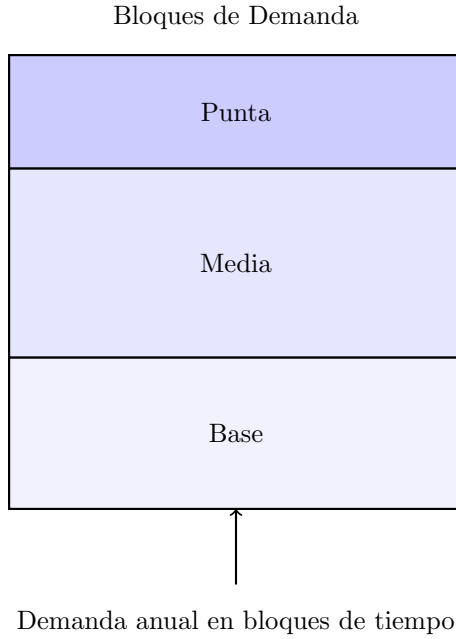 Bloques de Demanda
Punta
Media
Base
Demanda anual en bloques de tiempo